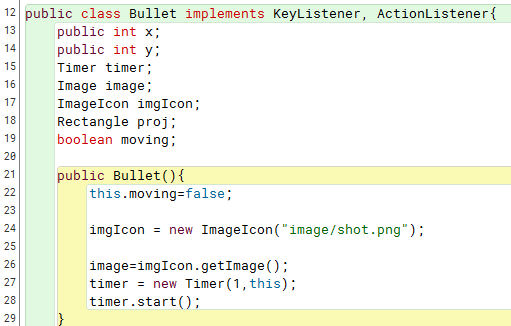 12 public class Bullet implements KeyListener, ActionListener{
13 public int x;
14 public int y;
15 Timer timer;
16 Image image;
17 ImageIcon imgIcon;
18 Rectangle proj;
19 boolean moving;
20
21 public Bullet(){
22 this.moving=false;
23
24 imgIcon = new ImageIcon("image/shot.png");
25
26 image=imgIcon.getImage();
27 timer = new Timer(1,this);
28 timer.start();
29 }